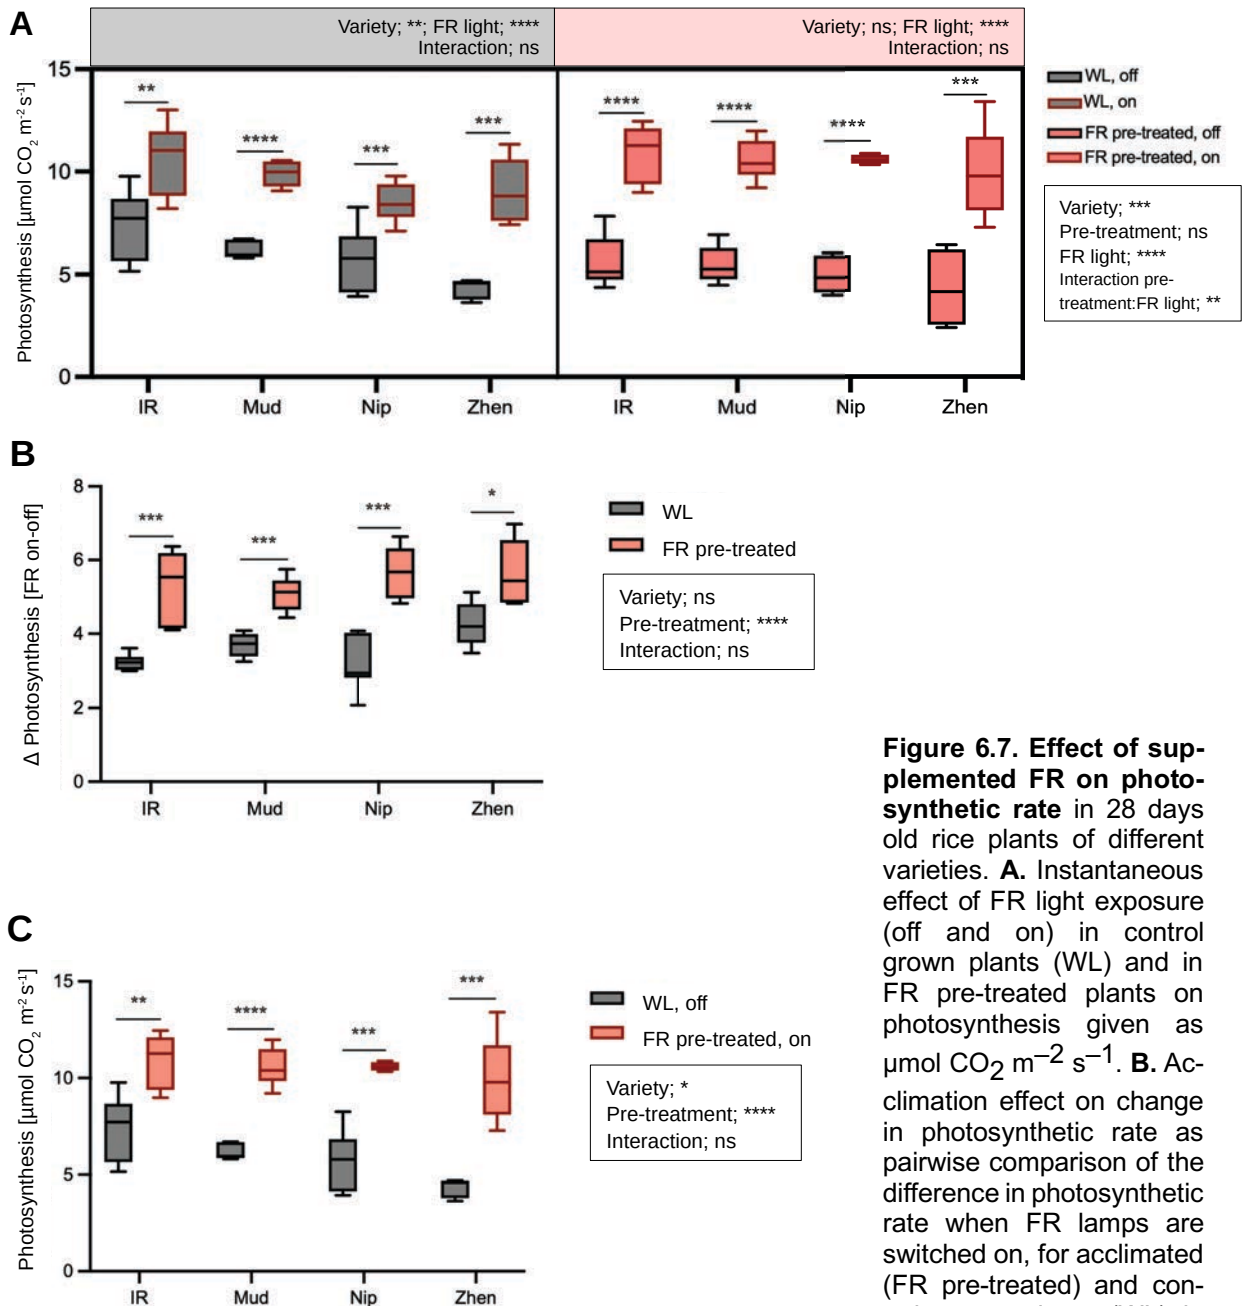 A
Variety; **; FR light; ****
Interaction; ns
Variety; ns; FR light; ****
Interaction; ns
Photosynthesis [µmol CO2 m-2 s-1]
15
10
5
0
**
****
***
***
****
****
****
***
IR
Mud
Nip
Zhen
IR
Mud
Nip
Zhen
WL, off
WL, on
FR pre-treated, off
FR pre-treated, on
Variety; ***
Pre-treatment; ns
FR light; ****
Interaction pre-
treatment:FR light; **
B
Δ Photosynthesis [FR on-off]
8
6
4
2
0
***
***
***
*
IR
Mud
Nip
Zhen
WL
FR pre-treated
Variety; ns
Pre-treatment; ****
Interaction; ns
C
Photosynthesis [µmol CO2 m-2 s-1]
15
10
5
0
**
****
***
***
IR
Mud
Nip
Zhen
WL, off
FR pre-treated, on
Variety; *
Pre-treatment; ****
Interaction; ns
Figure 6.7. Effect of sup-
plemented FR on photo-
synthetic rate in 28 days
old rice plants of different
varieties. A. Instantaneous
effect of FR light exposure
(off and on) in control
grown plants (WL) and in
FR pre-treated plants on
photosynthesis given as
µmol CO2 m–2 s–1. B. Ac-
climation effect on change
in photosynthetic rate as
pairwise comparison of the
difference in photosynthetic
rate when FR lamps are
switched on, for acclimated
(FR pre-treated) and con-